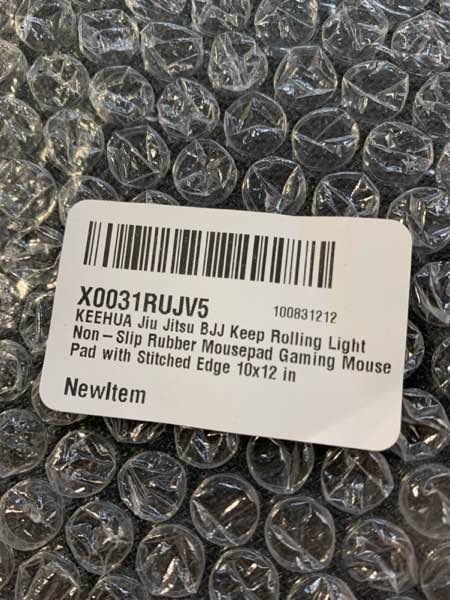 X0031RUJV5 100831212
KEEHUA Jiu Jitsu BJJ Keep Rolling Light
Non-Slip Rubber Mousepad Gaming Mouse
Pad with Stitched Edge 10x12 in
NewItem